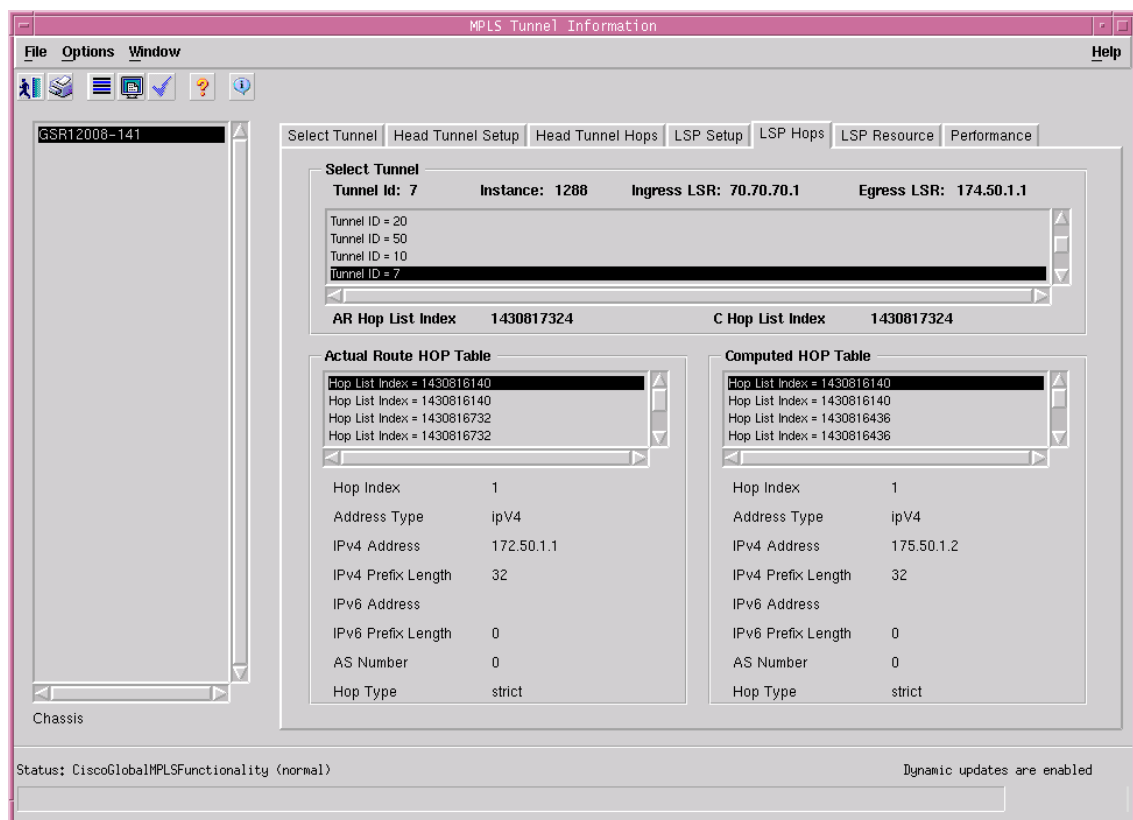 MPLS Tunnel Information
File Options Window Help
GSR12008-141
Select Tunnel Head Tunnel Setup Head Tunnel Hops LSP Setup LSP Hops LSP Resource Performance
Select Tunnel
Tunnel Id: 7 Instance: 1288 Ingress LSR: 70.70.70.1 Egress LSR: 174.50.1.1
Tunnel ID = 20
Tunnel ID = 50
Tunnel ID = 10
Tunnel ID = 7
AR Hop List Index 1430817324 C Hop List Index 1430817324
Actual Route HOP Table
Hop List Index = 1430816140
Hop List Index = 1430816140
Hop List Index = 1430816732
Hop List Index = 1430816732
Hop Index 1
Address Type ipV4
IPv4 Address 172.50.1.1
IPv4 Prefix Length 32
IPv6 Address
IPv6 Prefix Length 0
AS Number 0
Hop Type strict
Computed HOP Table
Hop List Index = 1430816140
Hop List Index = 1430816140
Hop List Index = 1430816436
Hop List Index = 1430816436
Hop Index 1
Address Type ipV4
IPv4 Address 175.50.1.2
IPv4 Prefix Length 32
IPv6 Address
IPv6 Prefix Length 0
AS Number 0
Hop Type strict
Chassis
Status: CiscoGlobalMPLSFunctionality (normal) Dynamic updates are enabled